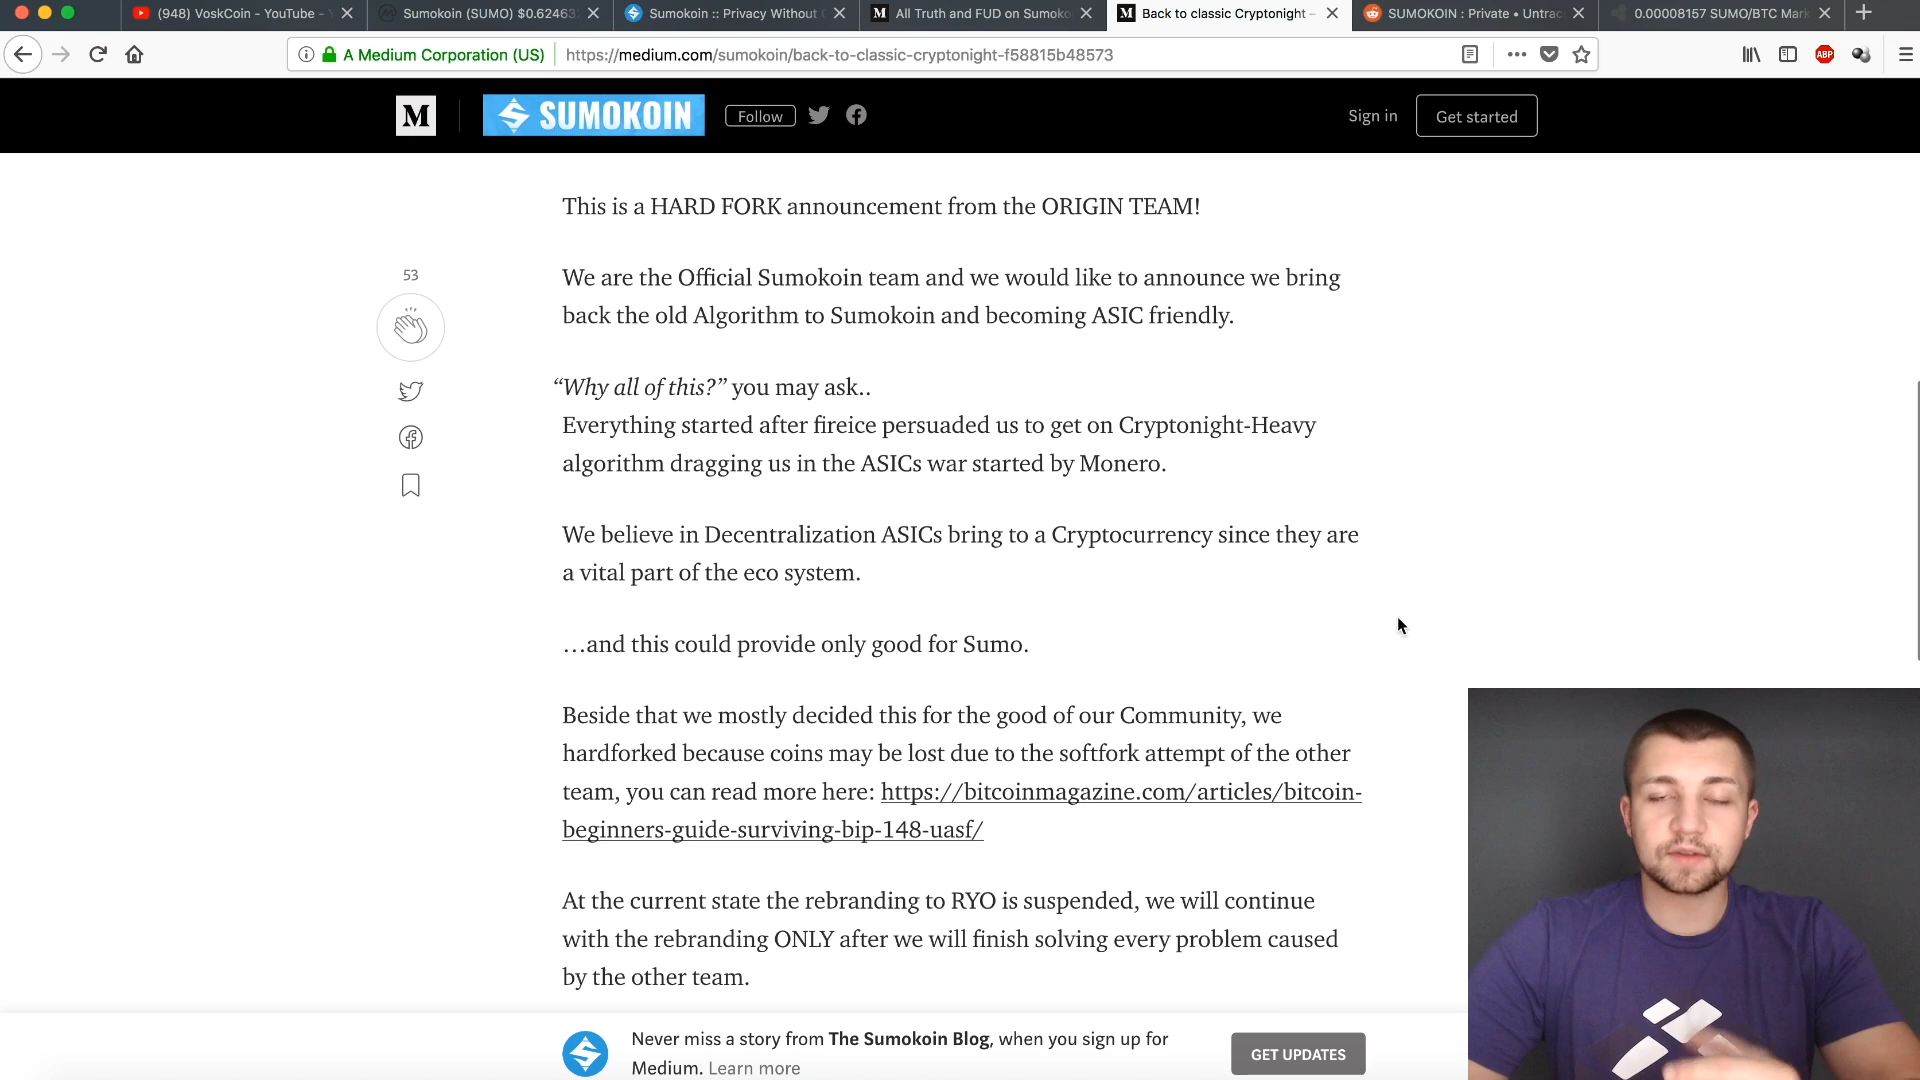 (948) VoskCoin - YouTube -
Sumokoin (SUMO) $0.6246
Sumokoin :: Privacy Without
All Truth and FUD on Sumoko
Back to classic Cryptonight –
SUMOKOIN : Private • Untrac
0.00008157 SUMO/BTC Mar
A Medium Corporation (US)
https://medium.com/sumokoin/back-to-classic-cryptonight-f58815b48573
ABP
M
SUMOKOIN
Follow
Sign in
Get started
This is a HARD FORK announcement from the ORIGIN TEAM!
53
We are the Official Sumokoin team and we would like to announce we bring
back the old Algorithm to Sumokoin and becoming ASIC friendly.
“Why all of this?” you may ask..
Everything started after fireice persuaded us to get on Cryptonight-Heavy
algorithm dragging us in the ASICs war started by Monero.
We believe in Decentralization ASICs bring to a Cryptocurrency since they are
a vital part of the eco system.
…and this could provide only good for Sumo.
Beside that we mostly decided this for the good of our Community, we
hardforked because coins may be lost due to the softfork attempt of the other
team, you can read more here: https://bitcoinmagazine.com/articles/bitcoin-
beginners-guide-surviving-bip-148-uasf/
At the current state the rebranding to RYO is suspended, we will continue
with the rebranding ONLY after we will finish solving every problem caused
by the other team.
Never miss a story from The Sumokoin Blog, when you sign up for
Medium. Learn more
GET UPDATES